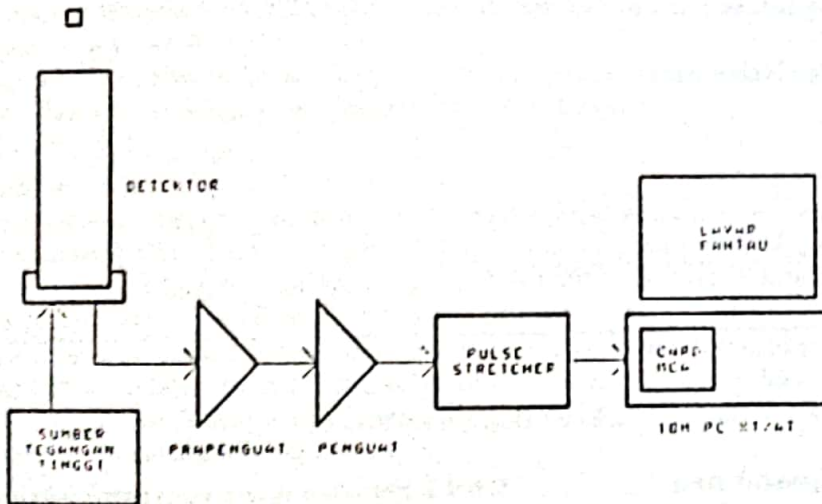 DETEKTOR
LAYAR
PANTAU
PULSE
STRETCHER
CARD
MCA
SUMBER
TEGANGAN
TINGGI
PRAPENGUAT
PENGUAT
IBM PC XT/AT